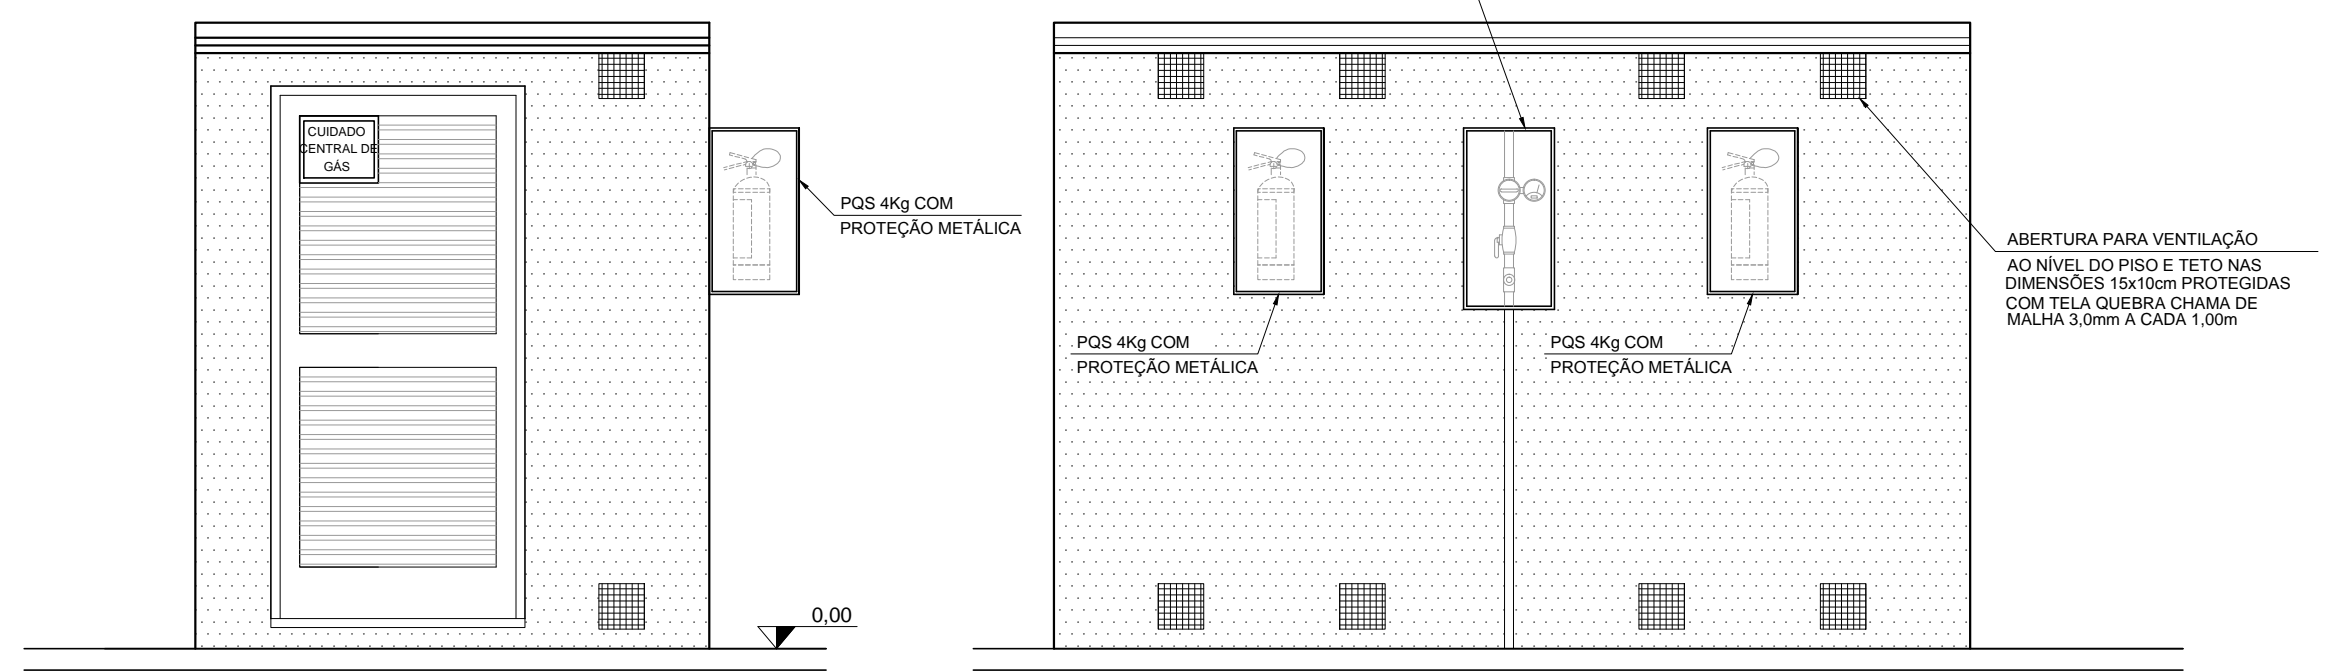 CUIDADO
CENTRAL DE
GÁS
PQS 4Kg COM
PROTEÇÃO METÁLICA
0,00
PQS 4Kg COM
PROTEÇÃO METÁLICA
PQS 4Kg COM
PROTEÇÃO METÁLICA
ABERTURA PARA VENTILAÇÃO
AO NÍVEL DO PISO E TETO NAS
DIMENSÕES 15x10cm PROTEGIDAS
COM TELA QUEBRA CHAMA DE
MALHA 3,0mm A CADA 1,00m